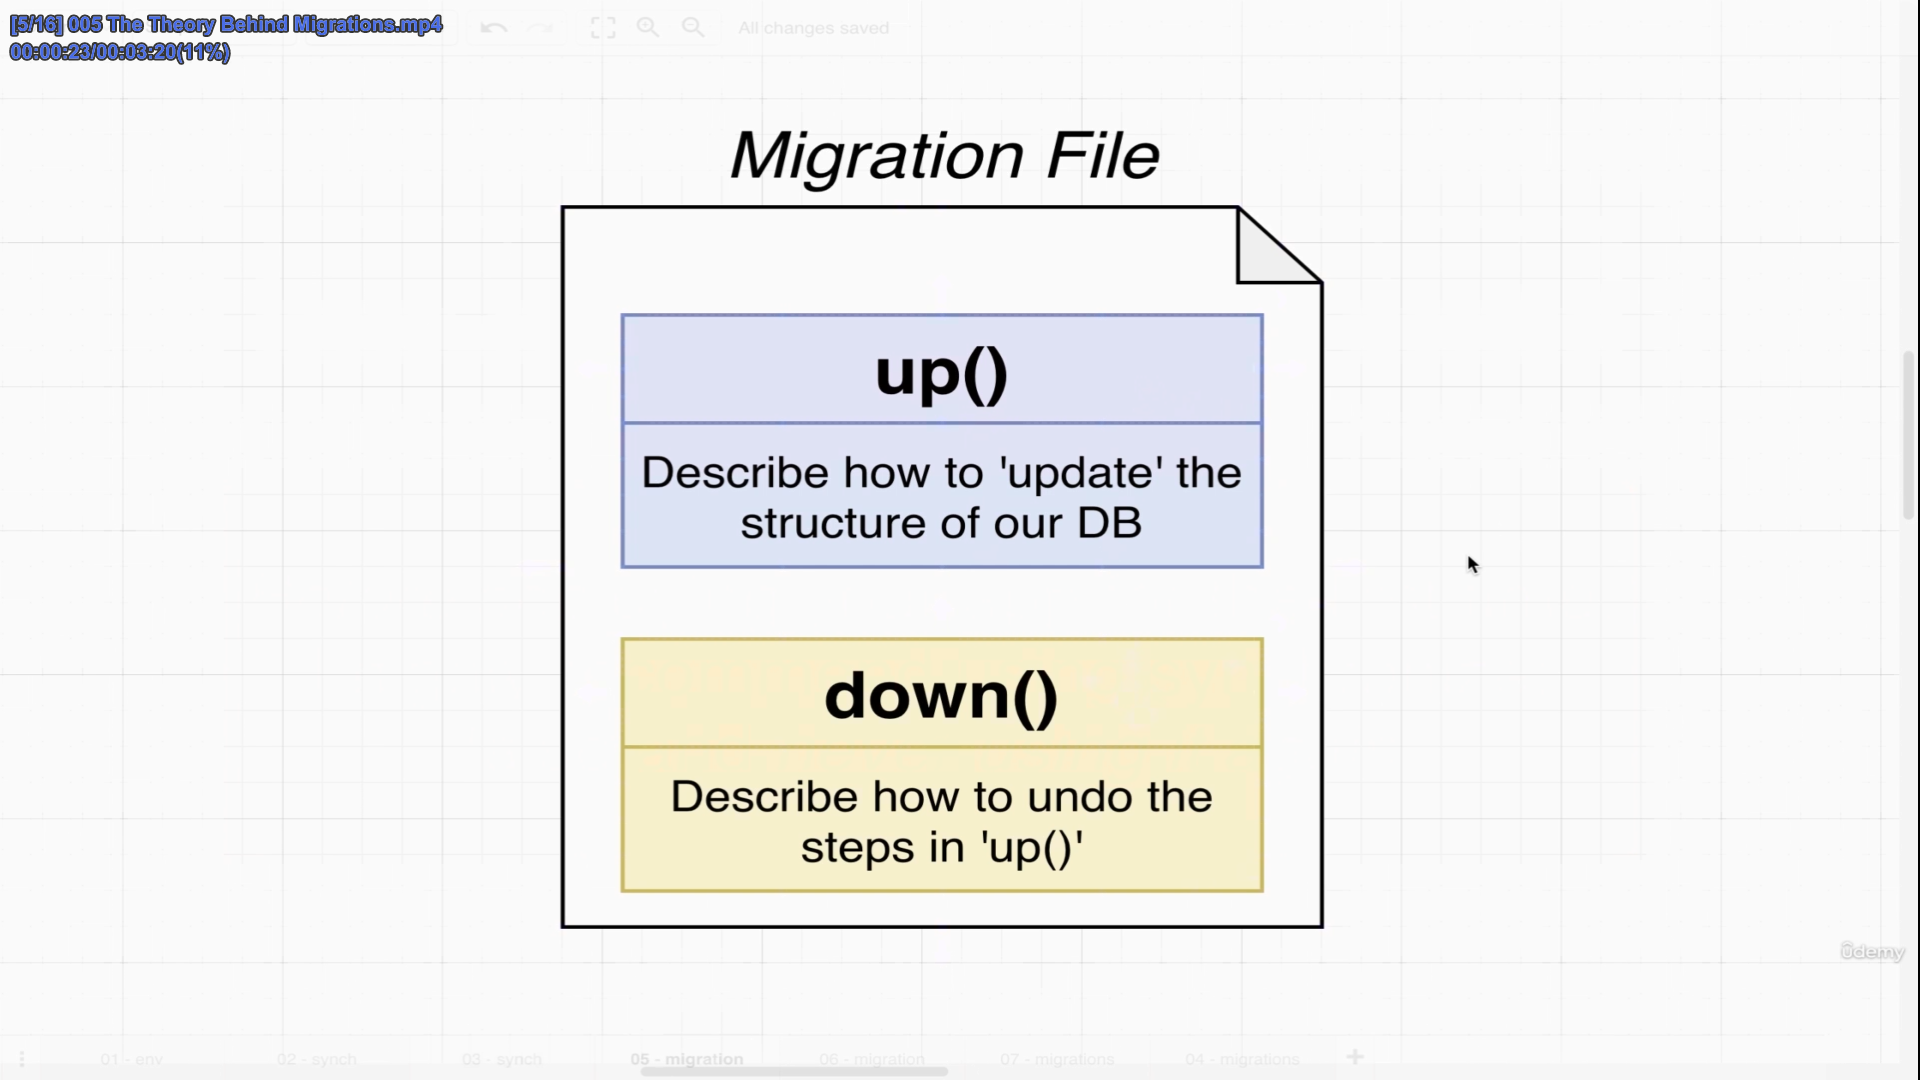 [5/16] 005 The Theory Behind Migrations.mp4
00:00:23/00:03:20(11%)
All changes saved
Migration File
up()
Describe how to 'update' the
structure of our DB
down()
Describe how to undo the
steps in 'up()'
ûdemy
01 - env
02 - synch
03 - synch
05 - migration
06 - migration
07 - migrations
04 - migrations